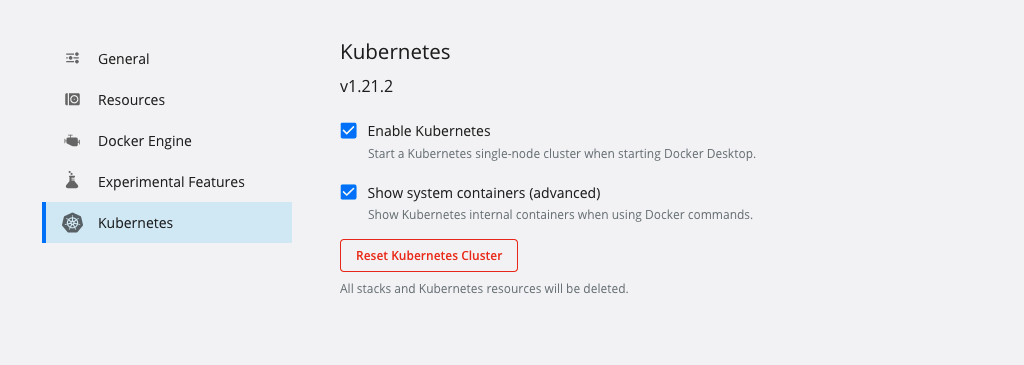 General
Resources
Docker Engine
Experimental Features
Kubernetes
Kubernetes
v1.21.2
Enable Kubernetes
Start a Kubernetes single-node cluster when starting Docker Desktop.
Show system containers (advanced)
Show Kubernetes internal containers when using Docker commands.
Reset Kubernetes Cluster
All stacks and Kubernetes resources will be deleted.